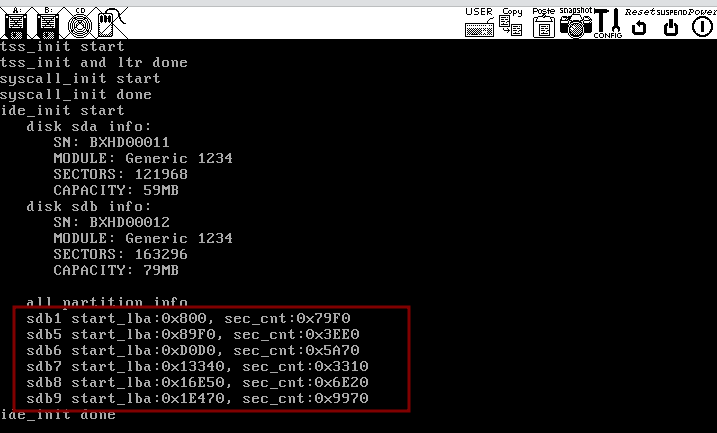 A: B: CD USER Copy Poste snapshot CONFIG Reset SUSPEND Power
tss_init start
tss_init and ltr done
syscall_init start
syscall_init done
ide_init start
disk sda info:
SN: BXHD00011
MODULE: Generic 1234
SECTORS: 121968
CAPACITY: 59MB
disk sdb info:
SN: BXHD00012
MODULE: Generic 1234
SECTORS: 163296
CAPACITY: 79MB
all partition info
sdb1 start_lba:0x800, sec_cnt:0x79F0
sdb5 start_lba:0x89F0, sec_cnt:0x3EE0
sdb6 start_lba:0xD0D0, sec_cnt:0x5A70
sdb7 start_lba:0x13340, sec_cnt:0x3310
sdb8 start_lba:0x16E50, sec_cnt:0x6E20
sdb9 start_lba:0x1E470, sec_cnt:0x9970
ide_init done